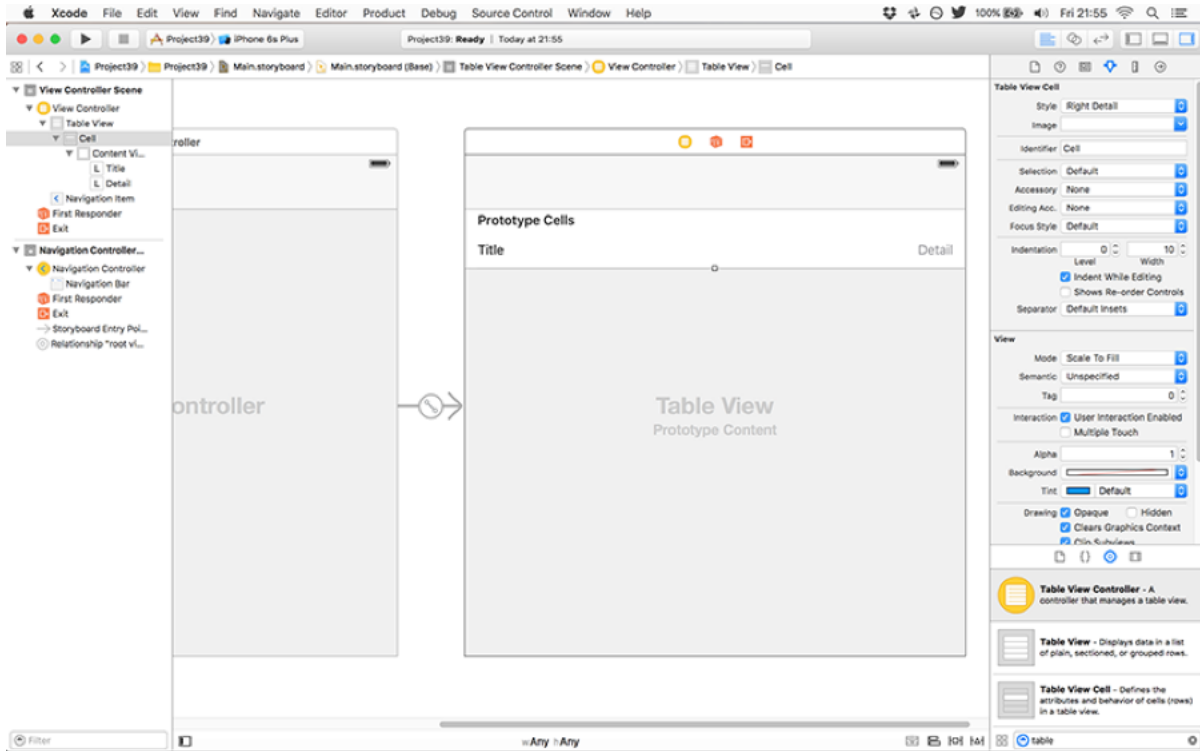 Xcode File Edit View Find Navigate Editor Product Debug Source Control Window Help 100% Fri 21:55
Project39 iPhone 6s Plus Project39: Ready | Today at 21:55
Project39 Project39 Main.storyboard Main.storyboard (Base) Table View Controller Scene View Controller Table View Cell
View Controller Scene
View Controller
Table View
Cell
Content Vi...
L Title
L Detail
Navigation Item
First Responder
Exit
Navigation Controller...
Navigation Controller
Navigation Bar
First Responder
Exit
Storyboard Entry Poi...
Relationship "root vi...
Filter
roller
ontroller
Prototype Cells
Title Detail
Table View
Prototype Content
wAny hAny
Table View Cell
Style Right Detail
Image
Identifier Cell
Selection Default
Accessory None
Editing Acc. None
Focus Style Default
Indentation 0 10
Level Width
Indent While Editing
Shows Re-order Controls
Separator Default Insets
View
Mode Scale To Fill
Semantic Unspecified
Tag 0
Interaction User Interaction Enabled
Multiple Touch
Alpha 1
Background
Tint Default
Drawing Opaque Hidden
Clears Graphics Context
Clip Subviews
Table View Controller - A
controller that manages a table view.
Table View - Displays data in a list
of plain, sectioned, or grouped rows.
Table View Cell - Defines the
attributes and behavior of cells (rows)
in a table view.
table